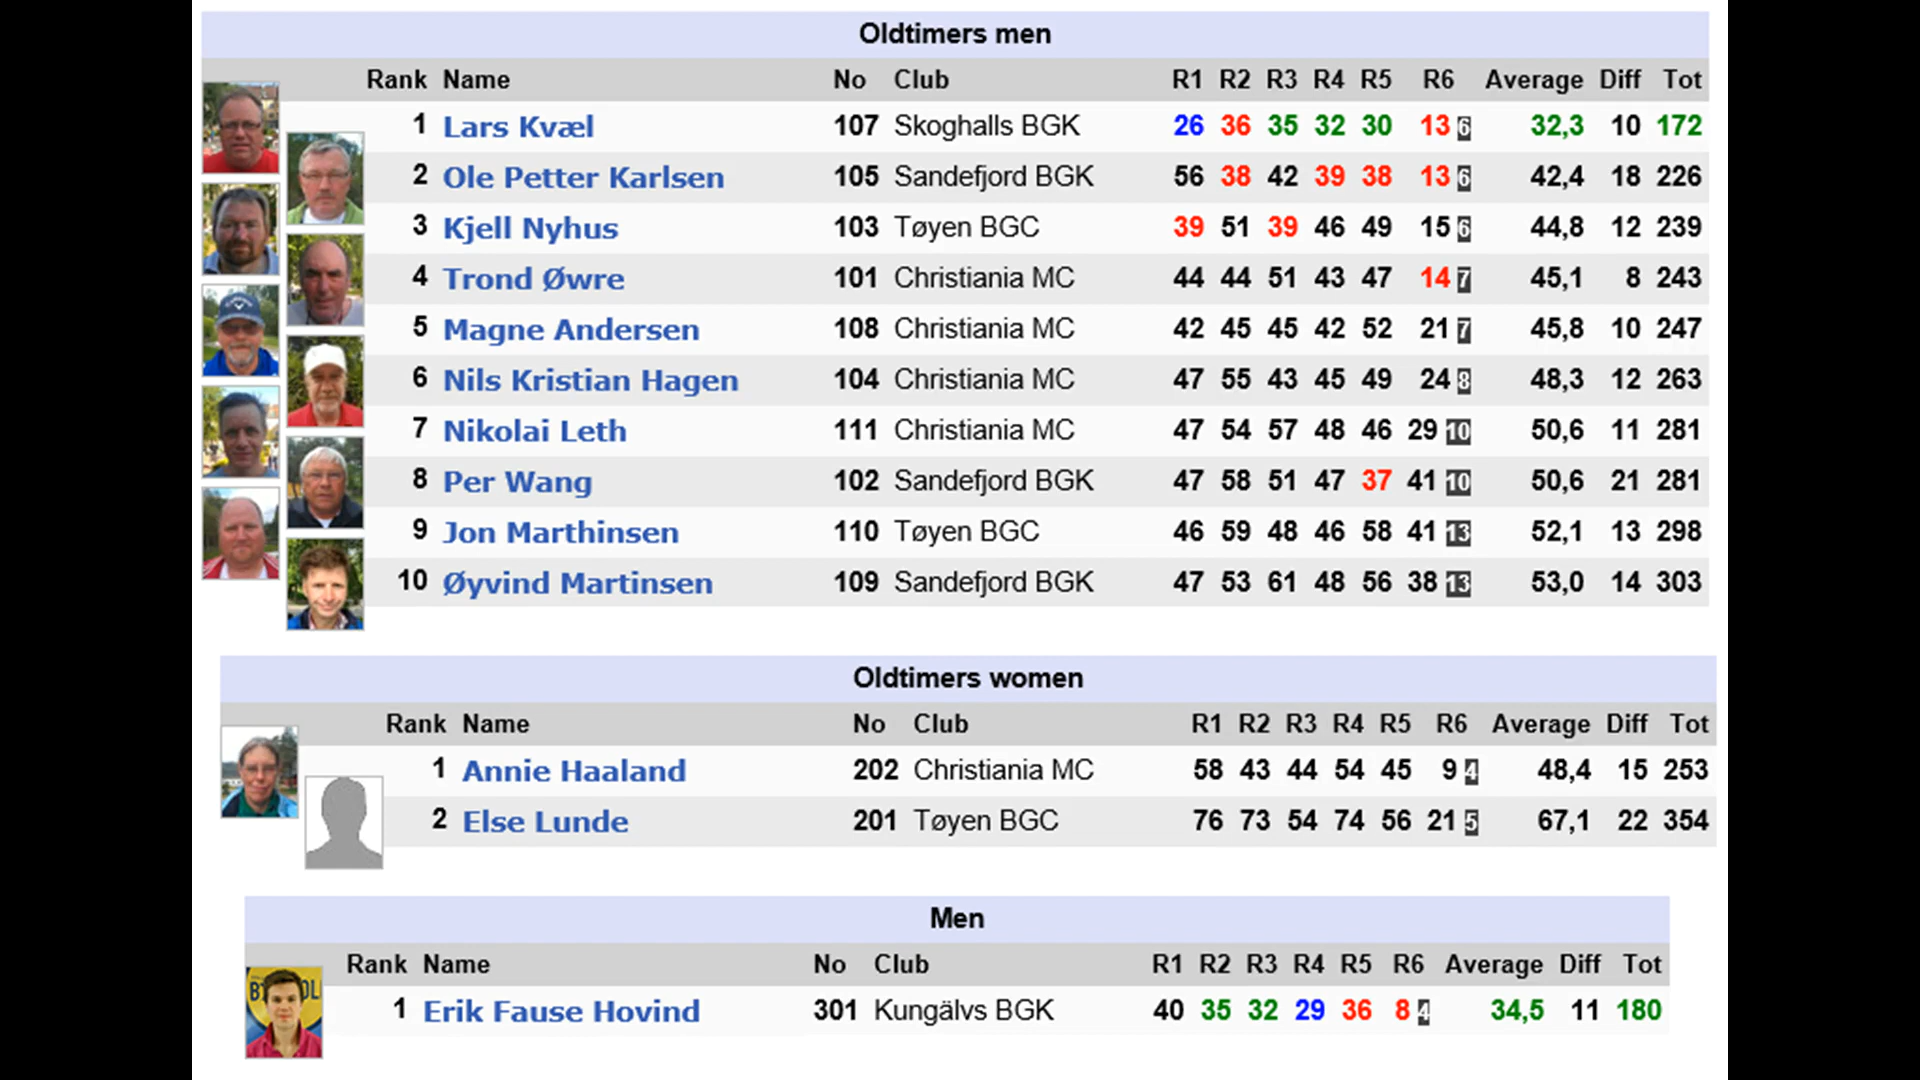 Oldtimers men
Rank Name No Club R1 R2 R3 R4 R5 R6 Average Diff Tot
1 Lars Kvæl 107 Skoghalls BGK 26 36 35 32 30 13 6 32,3 10 172
2 Ole Petter Karlsen 105 Sandefjord BGK 56 38 42 39 38 13 6 42,4 18 226
3 Kjell Nyhus 103 Tøyen BGC 39 51 39 46 49 15 6 44,8 12 239
4 Trond Øwre 101 Christiania MC 44 44 51 43 47 14 7 45,1 8 243
5 Magne Andersen 108 Christiania MC 42 45 45 42 52 21 7 45,8 10 247
6 Nils Kristian Hagen 104 Christiania MC 47 55 43 45 49 24 8 48,3 12 263
7 Nikolai Leth 111 Christiania MC 47 54 57 48 46 29 10 50,6 11 281
8 Per Wang 102 Sandefjord BGK 47 58 51 47 37 41 10 50,6 21 281
9 Jon Marthinsen 110 Tøyen BGC 46 59 48 46 58 41 13 52,1 13 298
10 Øyvind Martinsen 109 Sandefjord BGK 47 53 61 48 56 38 13 53,0 14 303
Oldtimers women
Rank Name No Club R1 R2 R3 R4 R5 R6 Average Diff Tot
1 Annie Haaland 202 Christiania MC 58 43 44 54 45 9 4 48,4 15 253
2 Else Lunde 201 Tøyen BGC 76 73 54 74 56 21 5 67,1 22 354
Men
Rank Name No Club R1 R2 R3 R4 R5 R6 Average Diff Tot
1 Erik Fause Hovind 301 Kungälvs BGK 40 35 32 29 36 8 4 34,5 11 180